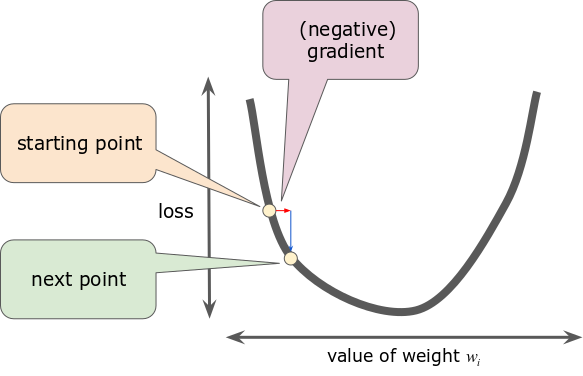 (negative)
gradient
starting point
loss
next point
value of weight wᵢ